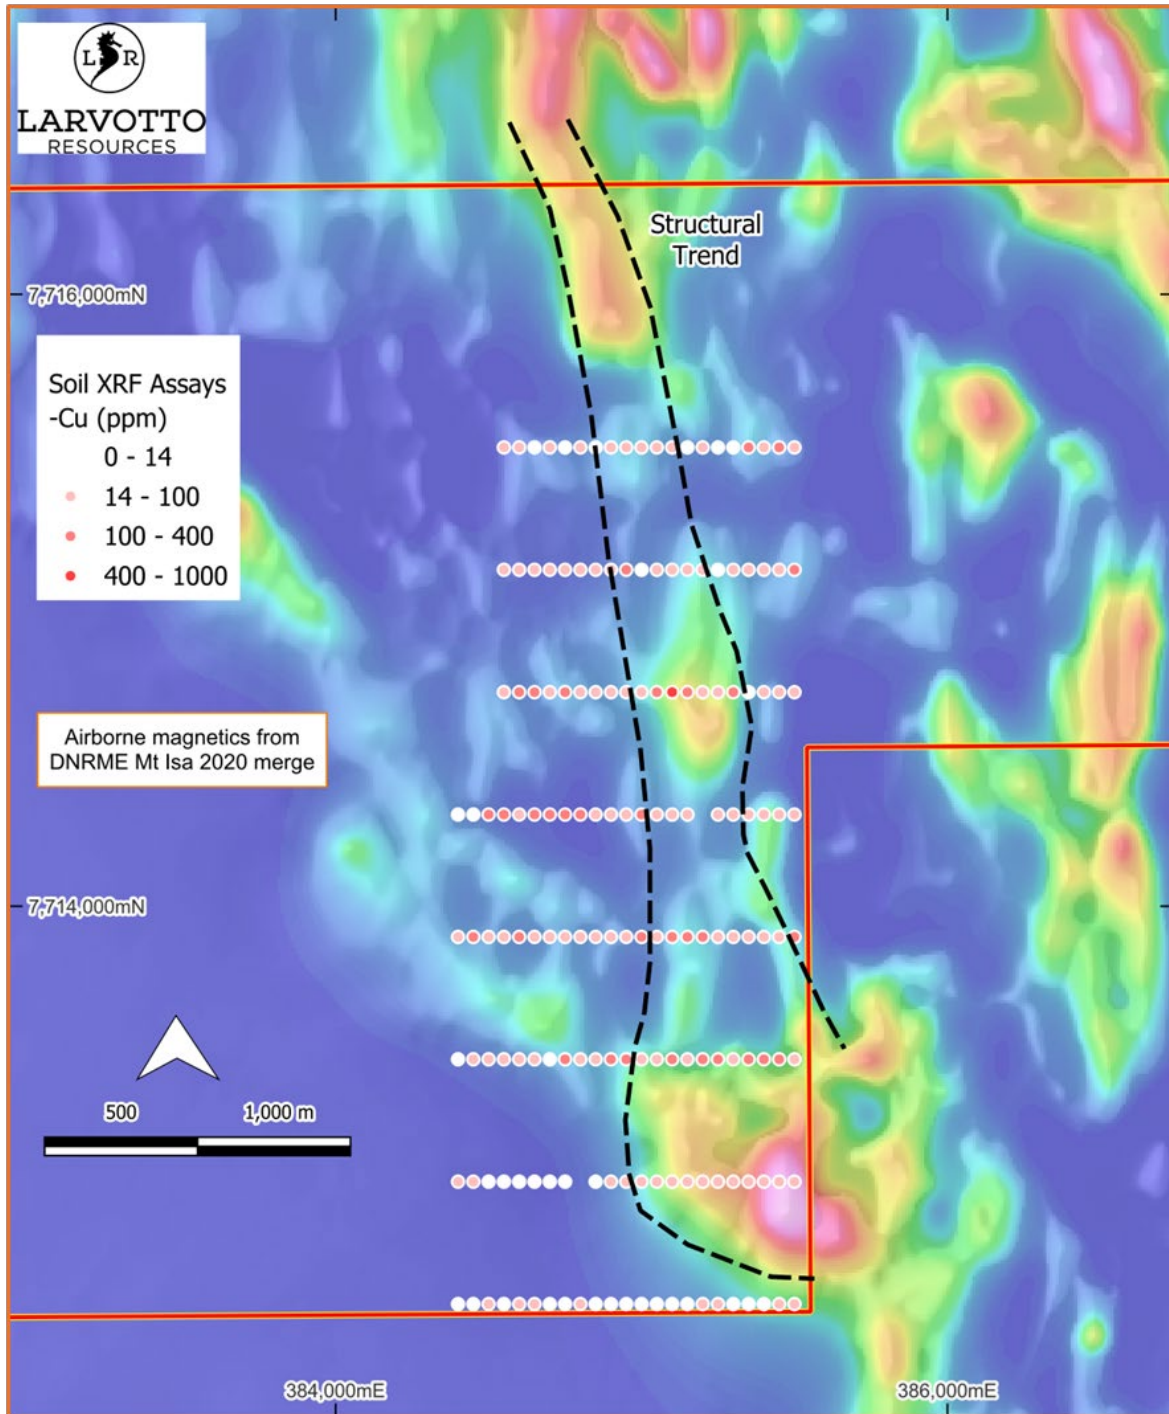 L R
LARVOTTO
RESOURCES
Structural
Trend
7,716,000mN
Soil XRF Assays
-Cu (ppm)
0 - 14
14 - 100
100 - 400
400 - 1000
Airborne magnetics from
DNRME Mt Isa 2020 merge
7,714,000mN
500 1,000 m
384,000mE 386,000mE